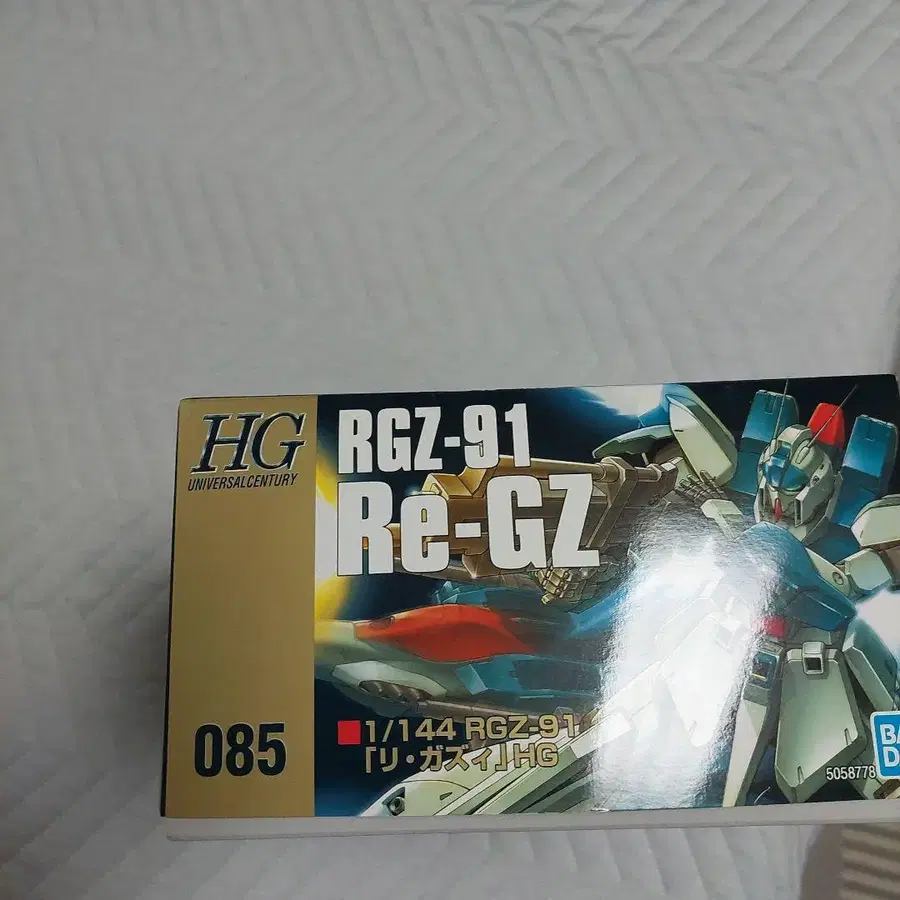 HG
UNIVERSALCENTURY
RGZ-91
Re-GZ
085
1/144 RGZ-91
「リ・ガズィ」HG
5058778